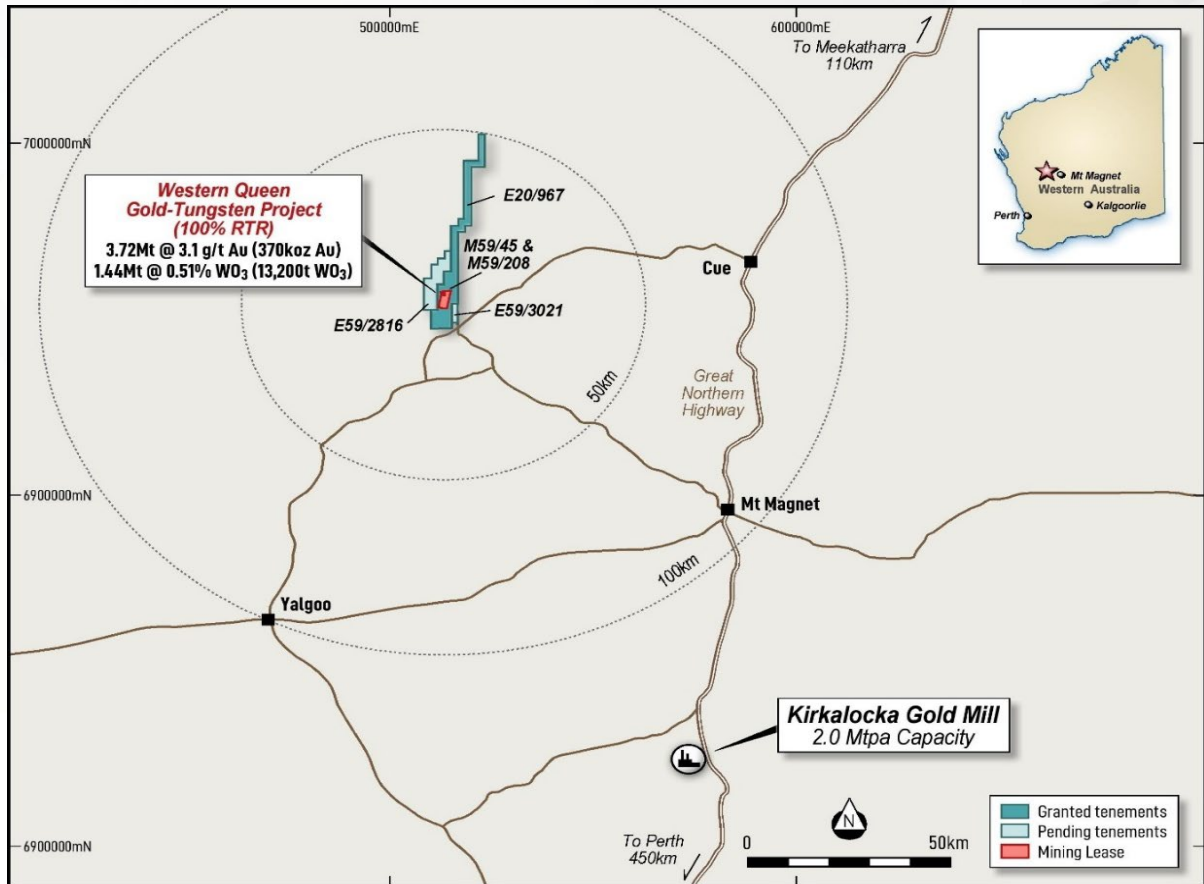 500000mE
600000mE
To Meekatharra
110km
7000000mN
Western Queen
Gold-Tungsten Project
(100% RTR)
3.72Mt @ 3.1 g/t Au (370koz Au)
1.44Mt @ 0.51% WO₃ (13,200t WO₃)
E20/967
M59/45 &
M59/208
E59/2816
E59/3021
Cue
Mt Magnet
Western Australia
Perth
Kalgoorlie
50km
Great
Northern
Highway
6900000mN
Mt Magnet
100km
Yalgoo
Kirkalocka Gold Mill
2.0 Mtpa Capacity
To Perth
450km
N
0
50km
Granted tenements
Pending tenements
Mining Lease
6900000mN